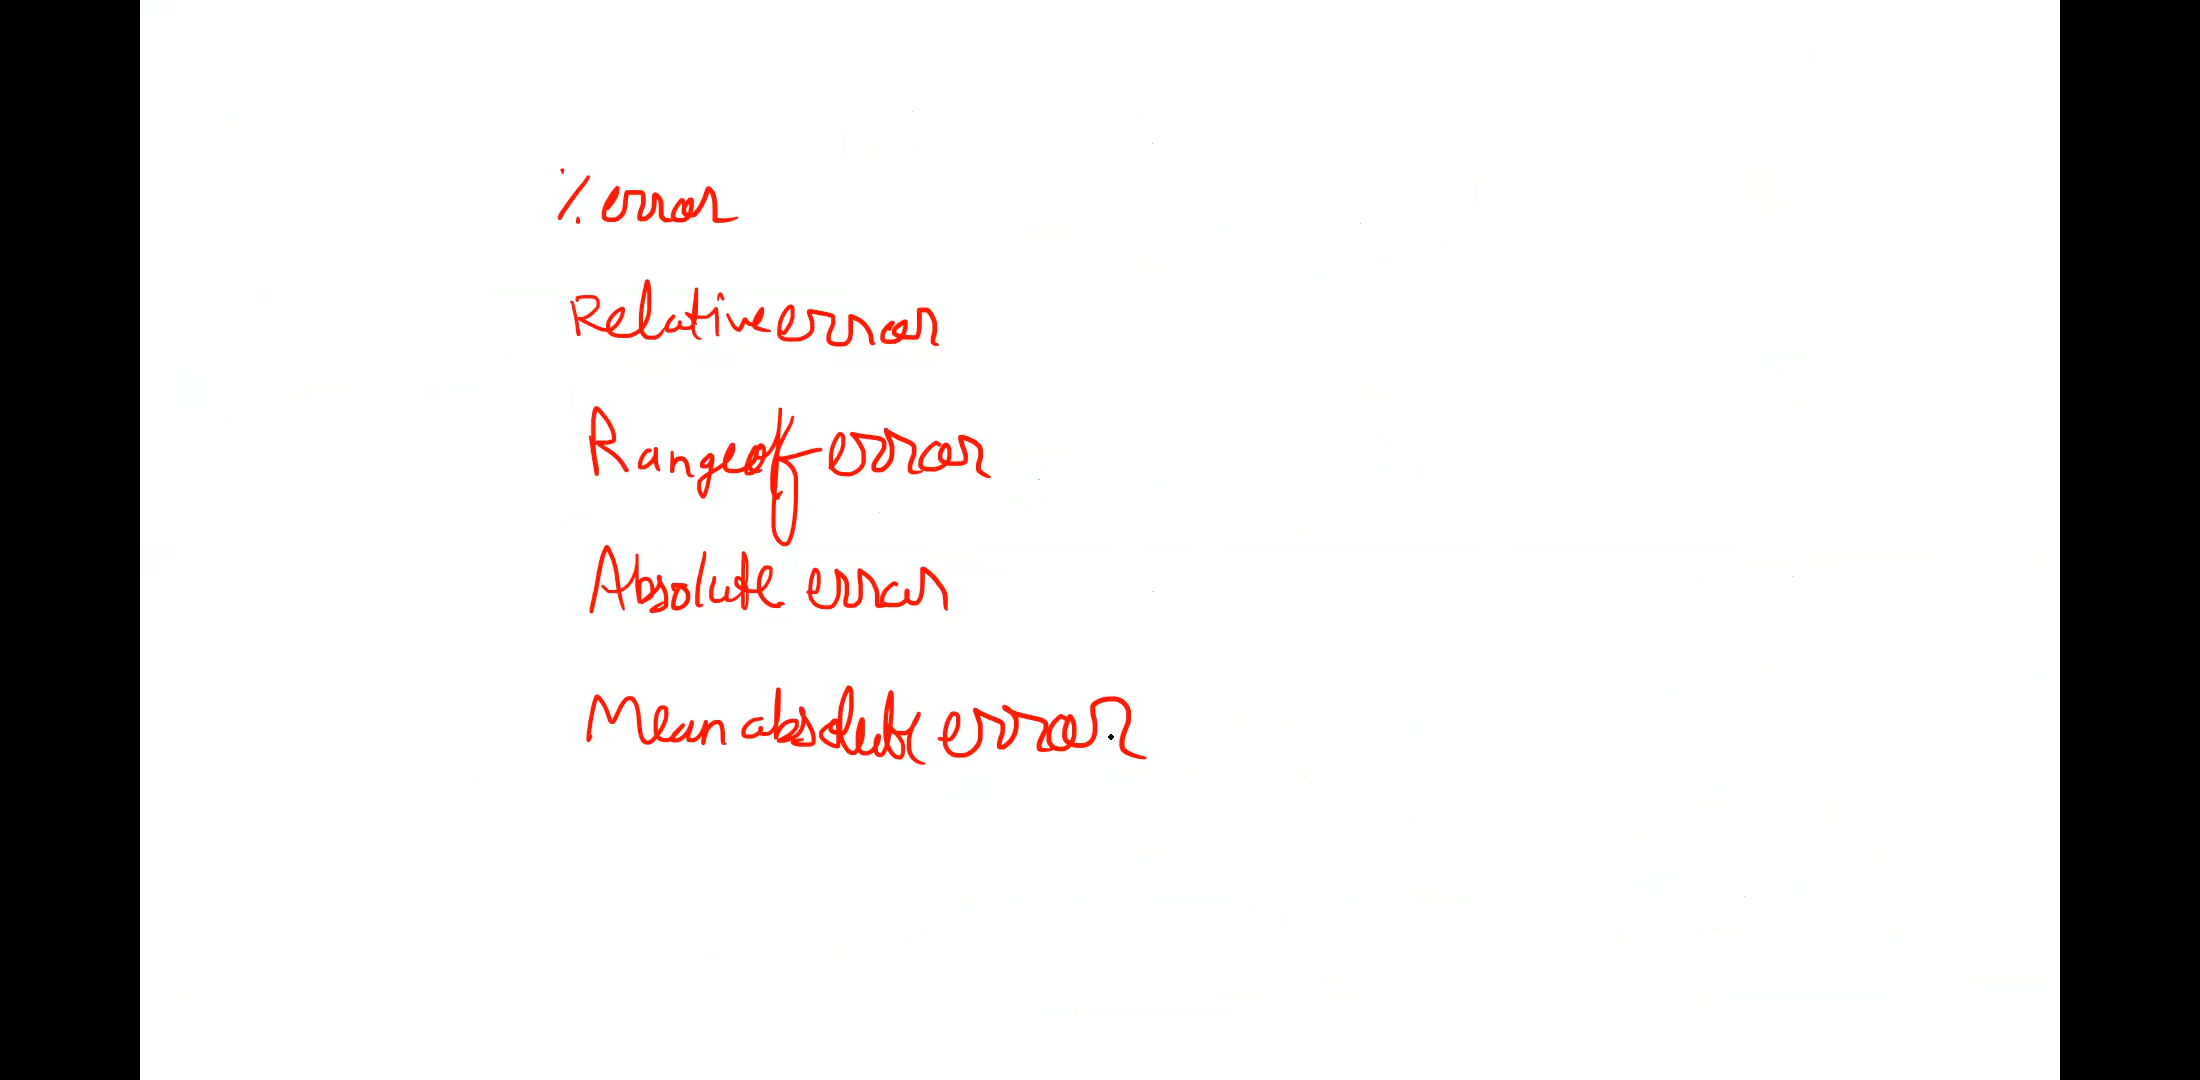 % error
Relative error
Range of error
Absolute error
Mean absolute error